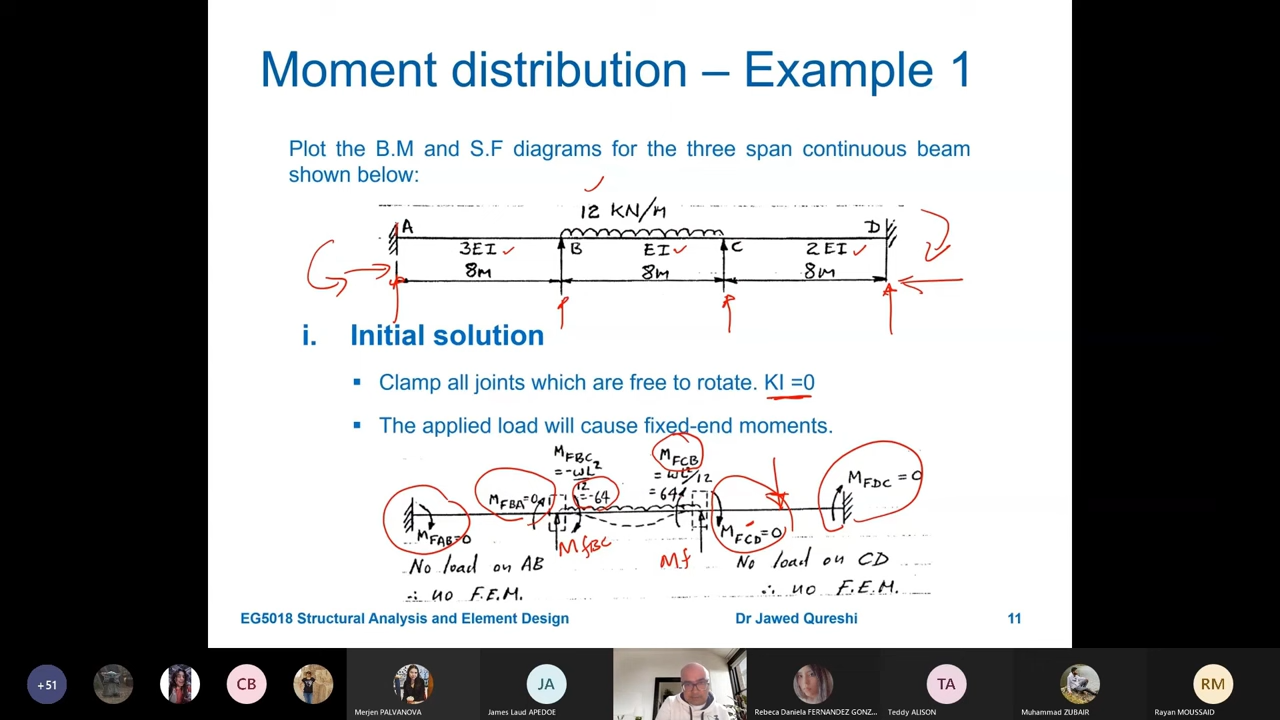 Moment distribution – Example 1
Plot the B.M and S.F diagrams for the three span continuous beam
shown below:
12 KN/m
A
D
3EI
B
EI
C
2EI
8m
8m
8m
i. Initial solution
▪ Clamp all joints which are free to rotate. KI =0
▪ The applied load will cause fixed-end moments.
MFBC
= -wL²
12
= -64
MFCB
= wL²/12
= 64
MFBA=0
MFDC = 0
MFAB=0
MFCD=0
MfBC
Mf
No load on AB
∴ no F.E.M.
No load on CD
∴ no F.E.M.
EG5018 Structural Analysis and Element Design
Dr Jawed Qureshi
11
+51
CB
JA
TA
RM
Merjen PALVANOVA
James Laud APEDOE
Rebeca Daniela FERNANDEZ GONZ...
Teddy ALISON
Muhammad ZUBAIR
Rayan MOUSSAID